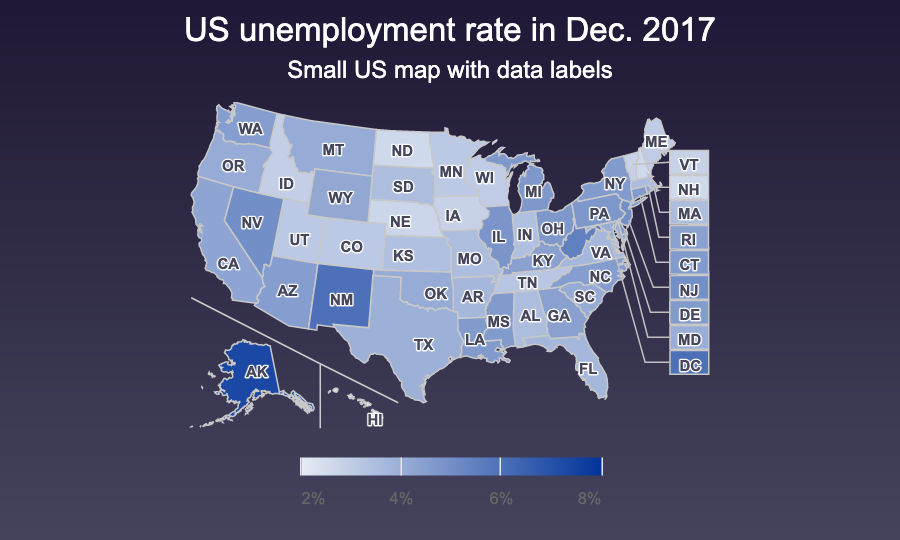 US unemployment rate in Dec. 2017
Small US map with data labels
WA
ME
MT
ND
VT
OR
MN
ID
SD
WI
NY
MI
NH
WY
MA
IA
PA
NV
NE
RI
OH
IL
IN
UT
CO
VA
KS
MO
KY
CA
CT
NC
TN
AZ
NM
OK
AR
SC
NJ
MS
AL
GA
DE
LA
TX
MD
DC
FL
AK
HI
2%
4%
6%
8%